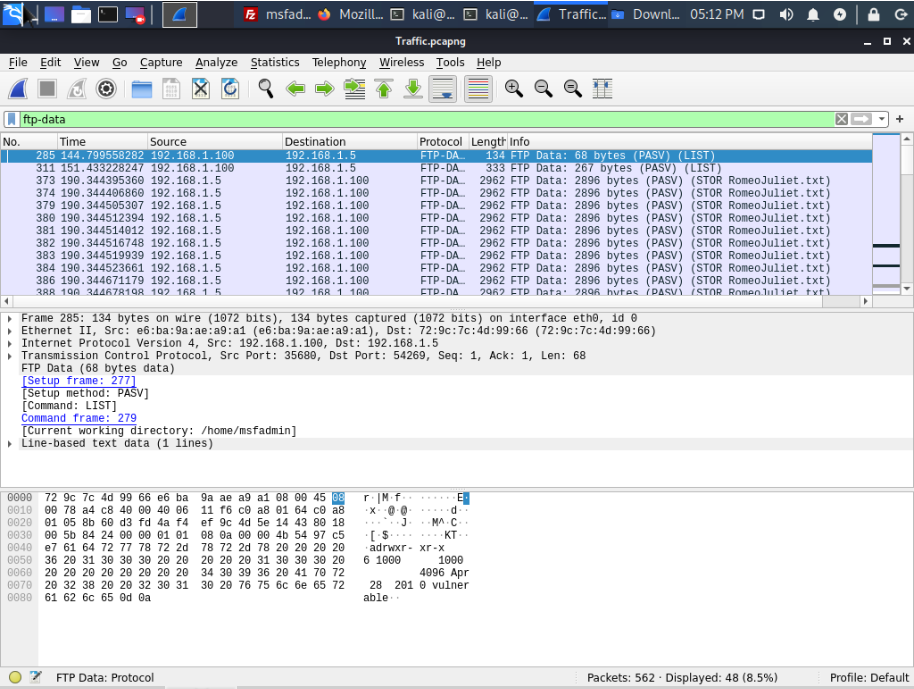 msfad... Mozill... kali@... kali@... Traffic... Downl... 05:12 PM
Traffic.pcapng
File Edit View Go Capture Analyze Statistics Telephony Wireless Tools Help
ftp-data
No. Time Source Destination Protocol Length Info
285 144.799558282 192.168.1.100 192.168.1.5 FTP-DA… 134 FTP Data: 68 bytes (PASV) (LIST)
311 151.433228247 192.168.1.100 192.168.1.5 FTP-DA… 333 FTP Data: 267 bytes (PASV) (LIST)
373 190.344395360 192.168.1.5 192.168.1.100 FTP-DA… 2962 FTP Data: 2896 bytes (PASV) (STOR RomeoJuliet.txt)
374 190.344406860 192.168.1.5 192.168.1.100 FTP-DA… 2962 FTP Data: 2896 bytes (PASV) (STOR RomeoJuliet.txt)
379 190.344505307 192.168.1.5 192.168.1.100 FTP-DA… 2962 FTP Data: 2896 bytes (PASV) (STOR RomeoJuliet.txt)
380 190.344512394 192.168.1.5 192.168.1.100 FTP-DA… 2962 FTP Data: 2896 bytes (PASV) (STOR RomeoJuliet.txt)
381 190.344514012 192.168.1.5 192.168.1.100 FTP-DA… 2962 FTP Data: 2896 bytes (PASV) (STOR RomeoJuliet.txt)
382 190.344516748 192.168.1.5 192.168.1.100 FTP-DA… 2962 FTP Data: 2896 bytes (PASV) (STOR RomeoJuliet.txt)
383 190.344519939 192.168.1.5 192.168.1.100 FTP-DA… 2962 FTP Data: 2896 bytes (PASV) (STOR RomeoJuliet.txt)
384 190.344523661 192.168.1.5 192.168.1.100 FTP-DA… 2962 FTP Data: 2896 bytes (PASV) (STOR RomeoJuliet.txt)
386 190.344671179 192.168.1.5 192.168.1.100 FTP-DA… 2962 FTP Data: 2896 bytes (PASV) (STOR RomeoJuliet.txt)
388 190.344678198 192.168.1.5 192.168.1.100 FTP-DA… 2962 FTP Data: 2896 bytes (PASV) (STOR RomeoJuliet.txt)
Frame 285: 134 bytes on wire (1072 bits), 134 bytes captured (1072 bits) on interface eth0, id 0
Ethernet II, Src: e6:ba:9a:ae:a9:a1 (e6:ba:9a:ae:a9:a1), Dst: 72:9c:7c:4d:99:66 (72:9c:7c:4d:99:66)
Internet Protocol Version 4, Src: 192.168.1.100, Dst: 192.168.1.5
Transmission Control Protocol, Src Port: 35680, Dst Port: 54269, Seq: 1, Ack: 1, Len: 68
FTP Data (68 bytes data)
[Setup frame: 277]
[Setup method: PASV]
[Command: LIST]
Command frame: 279
[Current working directory: /home/msfadmin]
Line-based text data (1 lines)
0000 72 9c 7c 4d 99 66 e6 ba 9a ae a9 a1 08 00 45 08 r·|M·f·· ······E·
0010 00 78 a4 c8 40 00 40 06 11 f6 c0 a8 01 64 c0 a8 ·x··@·@· ·····d··
0020 01 05 8b 60 d3 fd 4a f4 ef 9c 4d 5e 14 43 80 18 ···`··J· ··M^·C··
0030 00 5b 84 24 00 00 01 01 08 0a 00 00 4b 54 97 c5 ·[·$···· ····KT··
0040 e7 61 64 72 77 78 72 2d 78 72 2d 78 20 20 20 20 ·adrwxr- xr-x
0050 36 20 31 30 30 30 20 20 20 20 20 31 30 30 30 20 6 1000 1000
0060 20 20 20 20 20 20 20 20 34 30 39 36 20 41 70 72 4096 Apr
0070 20 32 38 20 20 32 30 31 30 20 76 75 6c 6e 65 72 28 201 0 vulner
0080 61 62 6c 65 0d 0a able··
FTP Data: Protocol Packets: 562 · Displayed: 48 (8.5%) Profile: Default